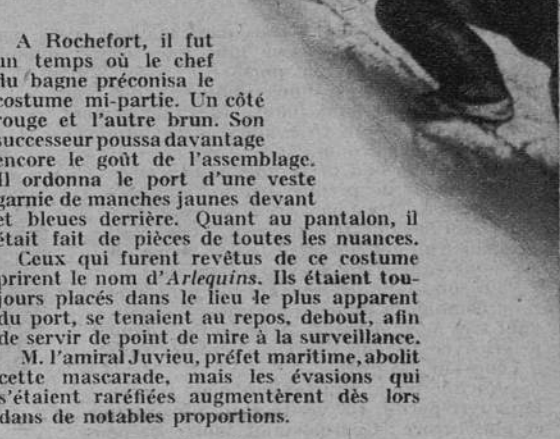 A Rochefort, il fut
un temps où le chef
du bagne préconisa le
costume mi-partie. Un côté
rouge et l'autre brun. Son
successeur poussa davantage
encore le goût de l'assemblage.
Il ordonna le port d'une veste
garnie de manches jaunes devant
et bleues derrière. Quant au pantalon, il
était fait de pièces de toutes les nuances.
Ceux qui furent revêtus de ce costume
prirent le nom d'Arlequins. Ils étaient tou-
jours placés dans le lieu le plus apparent
du port, se tenaient au repos, debout, afin
de servir de point de mire à la surveillance.
M. l'amiral Juvieu, préfet maritime, abolit
cette mascarade, mais les évasions qui
s'étaient raréfiées augmentèrent dès lors
dans de notables proportions.